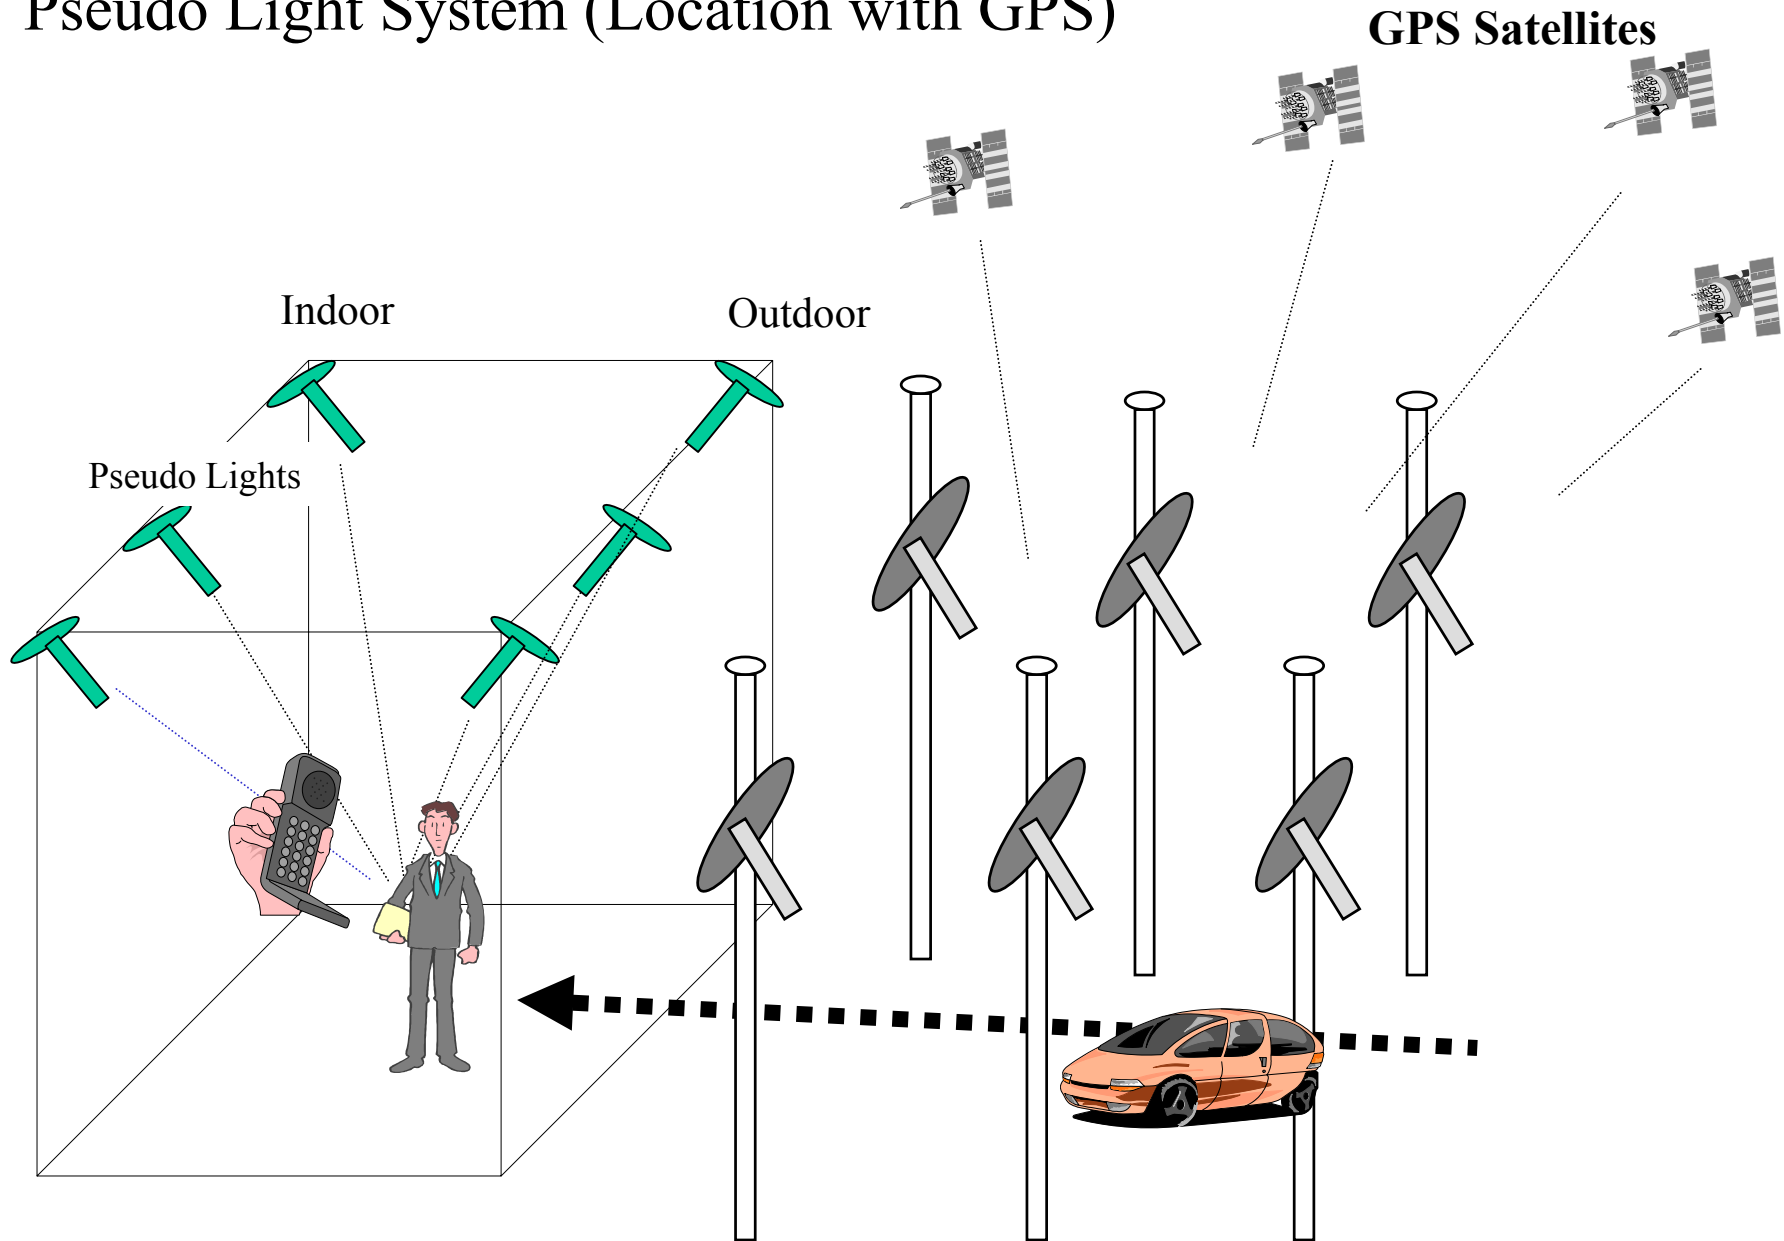 Pseudo Light System (Location with GPS)
GPS Satellites
Indoor
Outdoor
Pseudo Lights